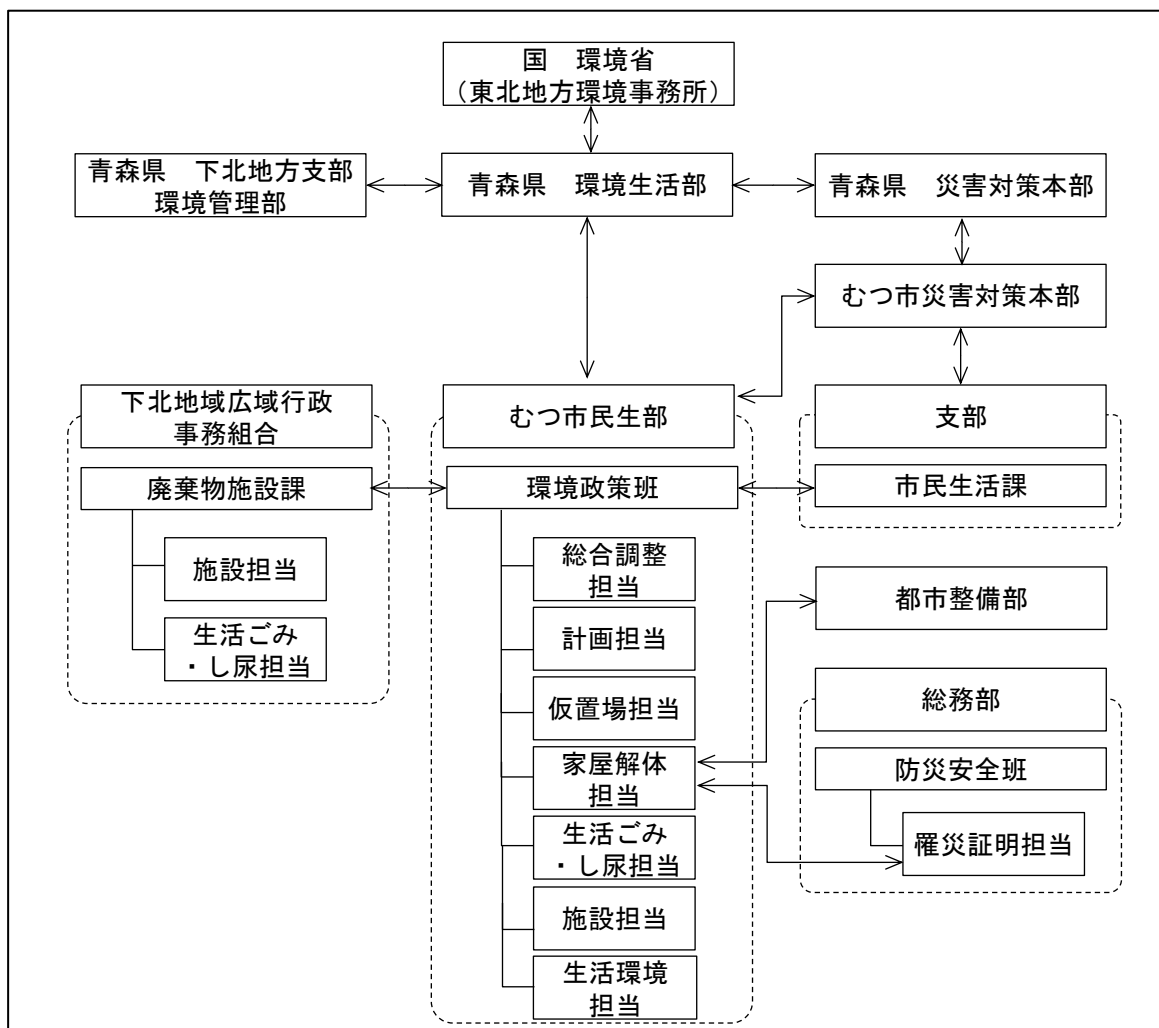 国　環境省
（東北地方環境事務所）
青森県　下北地方支部
環境管理部
青森県　環境生活部
青森県　災害対策本部
むつ市災害対策本部
下北地域広域行政
事務組合
むつ市民生部
支部
廃棄物施設課
環境政策班
市民生活課
施設担当
生活ごみ
・し尿担当
総合調整
担当
計画担当
仮置場担当
家屋解体
担当
生活ごみ
・し尿担当
施設担当
生活環境
担当
都市整備部
総務部
防災安全班
罹災証明担当